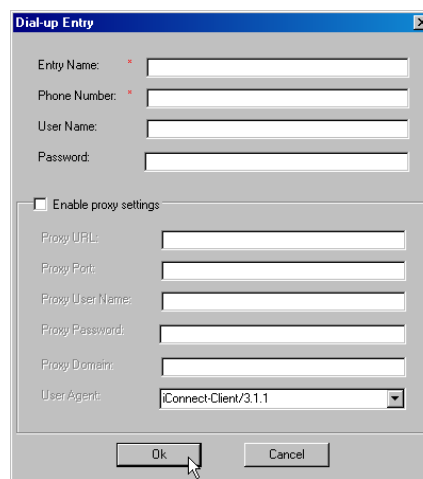 Dial-up Entry
Entry Name: *
Phone Number: *
User Name:
Password:
Enable proxy settings
Proxy URL:
Proxy Port:
Proxy User Name:
Proxy Password:
Proxy Domain:
User Agent: iConnect-Client/3.1.1
Ok Cancel